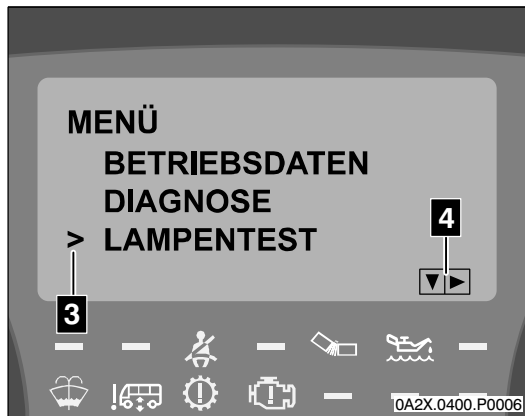 MENÜ
BETRIEBSDATEN
DIAGNOSE
> LAMPENTEST
4
3
0A2X.0400.P0006